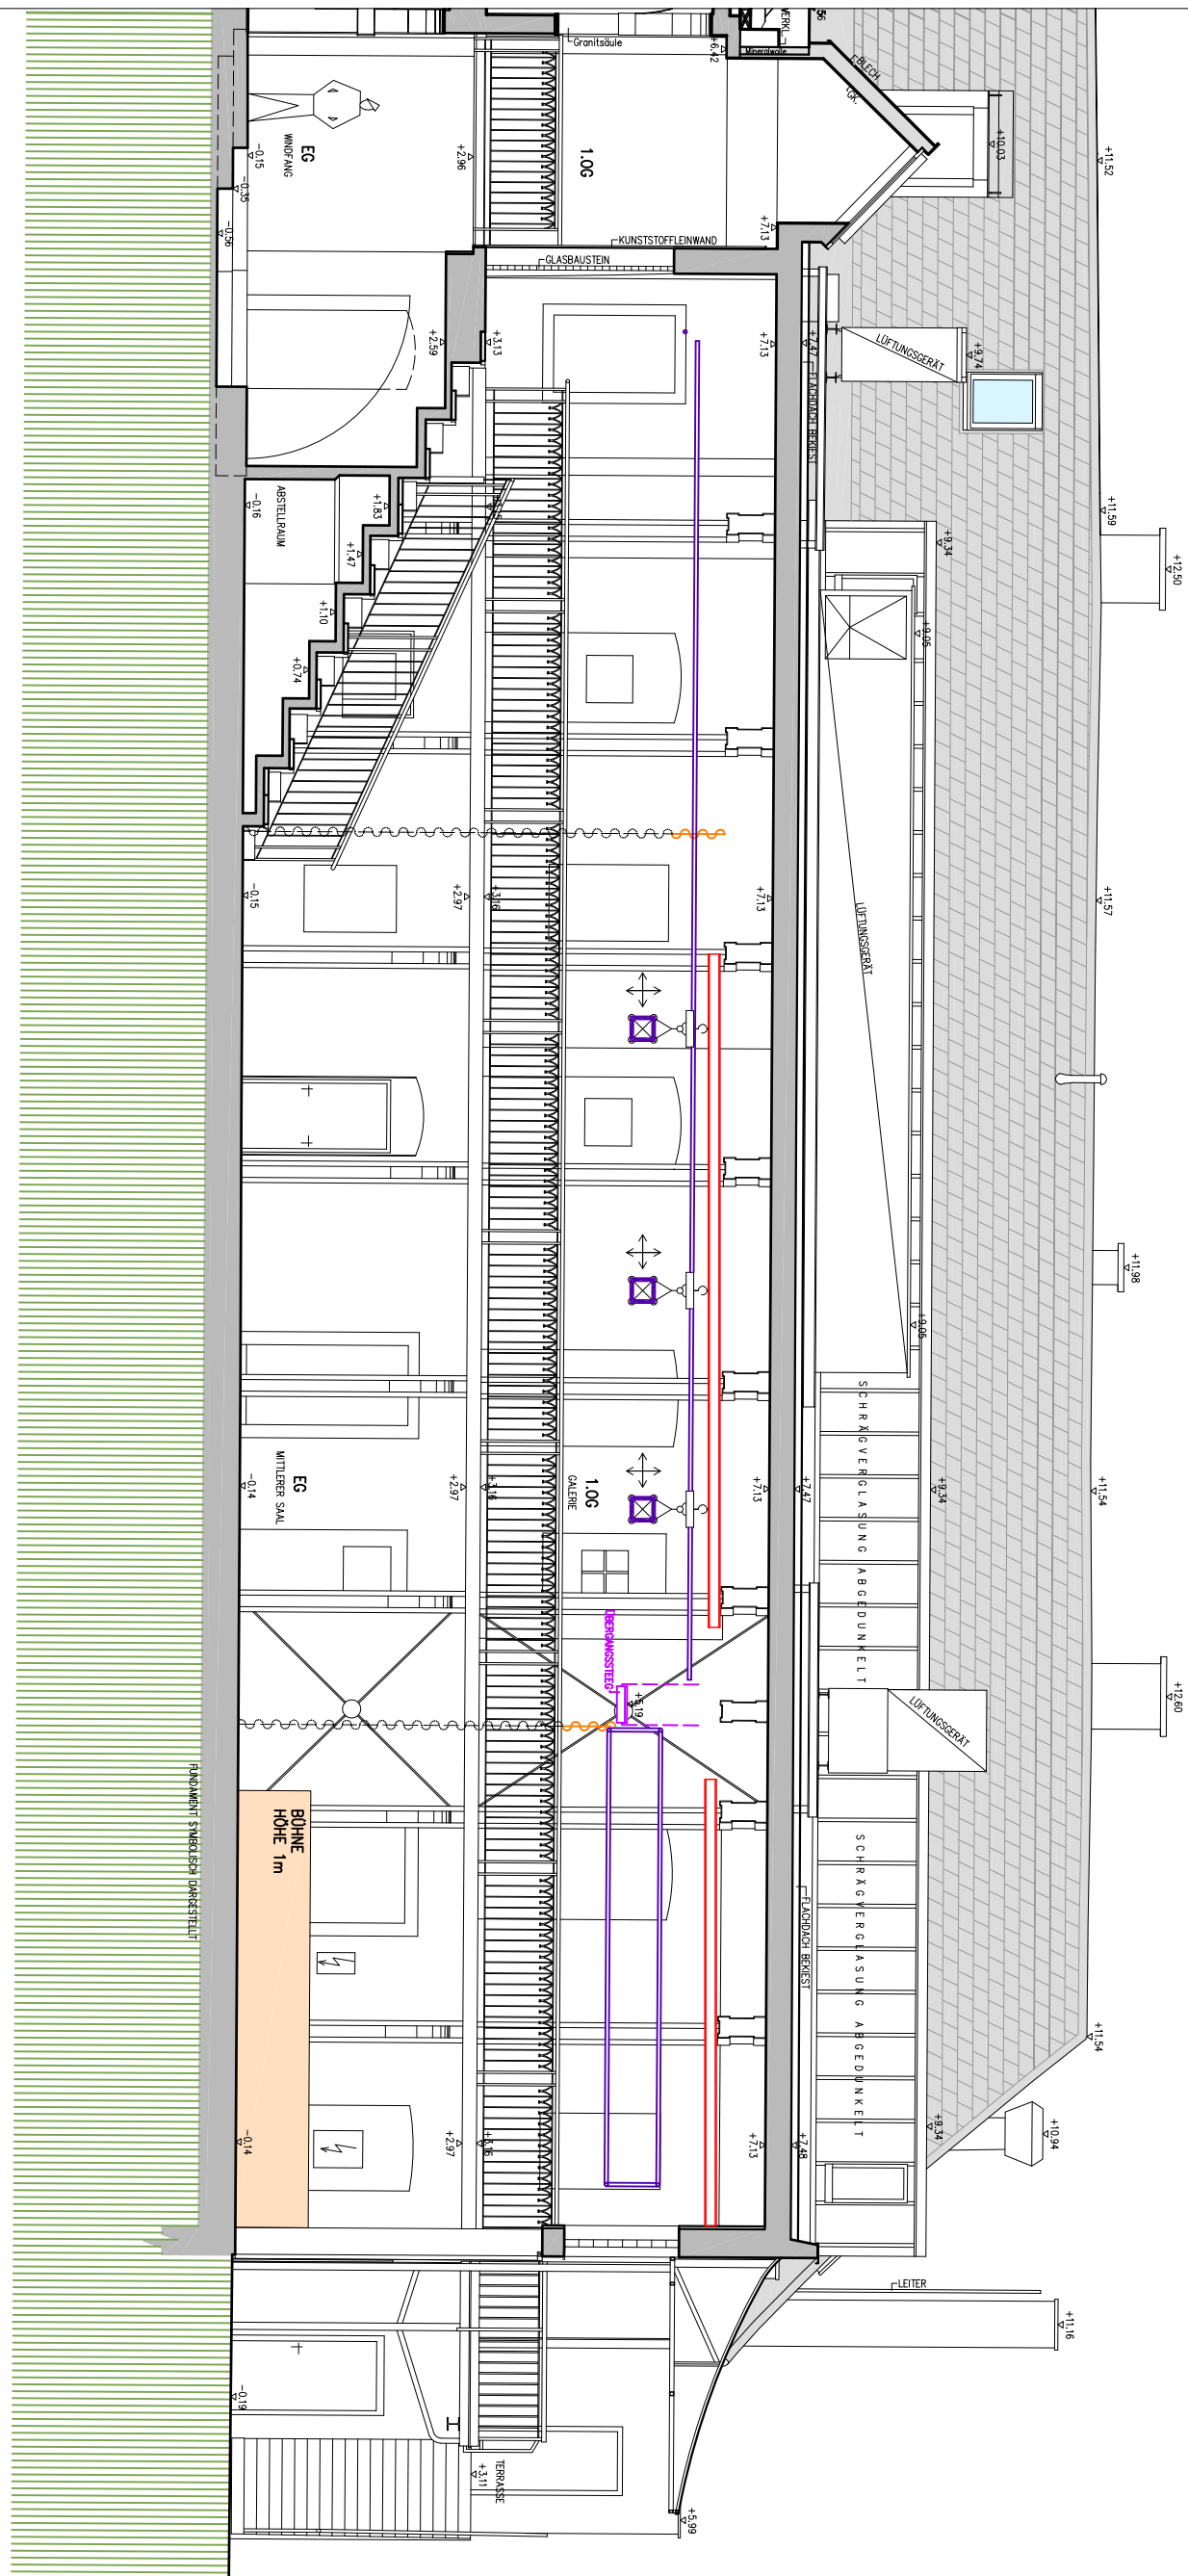 +11.52
+11.59
+12.50
+11.57
+11.98
+11.54
+12.60
+11.54
+10.94
+11.16
+10.03
+9.74
+9.34
+9.05
+9.05
+9.34
+9.34
BLECH
GK.
Mineralwolle
LÜFTUNGSGERÄT
LÜFTUNGSGERÄT
LÜFTUNGSGERÄT
SCHRÄGVERGLASUNG ABGEDUNKELT
SCHRÄGVERGLASUNG ABGEDUNKELT
LEITER
FLACHDACH BEKIEST
FLACHDACH BEKIEST
+7.47
+7.47
+7.48
+6.42
+7.13
+7.13
+7.13
+7.13
+7.13
Granitsäule
1.OG
KUNSTSTOFFLEINWAND
GLASBAUSTEIN
1.OG
GALERIE
ÜBERGANGSSTEEG
+5.19
+5.99
+2.96
+3.13
+2.59
+3.16
+2.97
+3.16
+2.97
+3.16
+2.97
TERRASSE
+3.11
EG
WINDFANG
-0.15
-0.35
-0.56
ABSTELLRAUM
-0.16
+1.83
+1.47
+1.10
+0.74
-0.15
EG
MITTLERER SAAL
-0.14
BÜHNE
HÖHE 1m
-0.14
-0.19
FUNDAMENT SYMBOLISCH DARGESTELLT